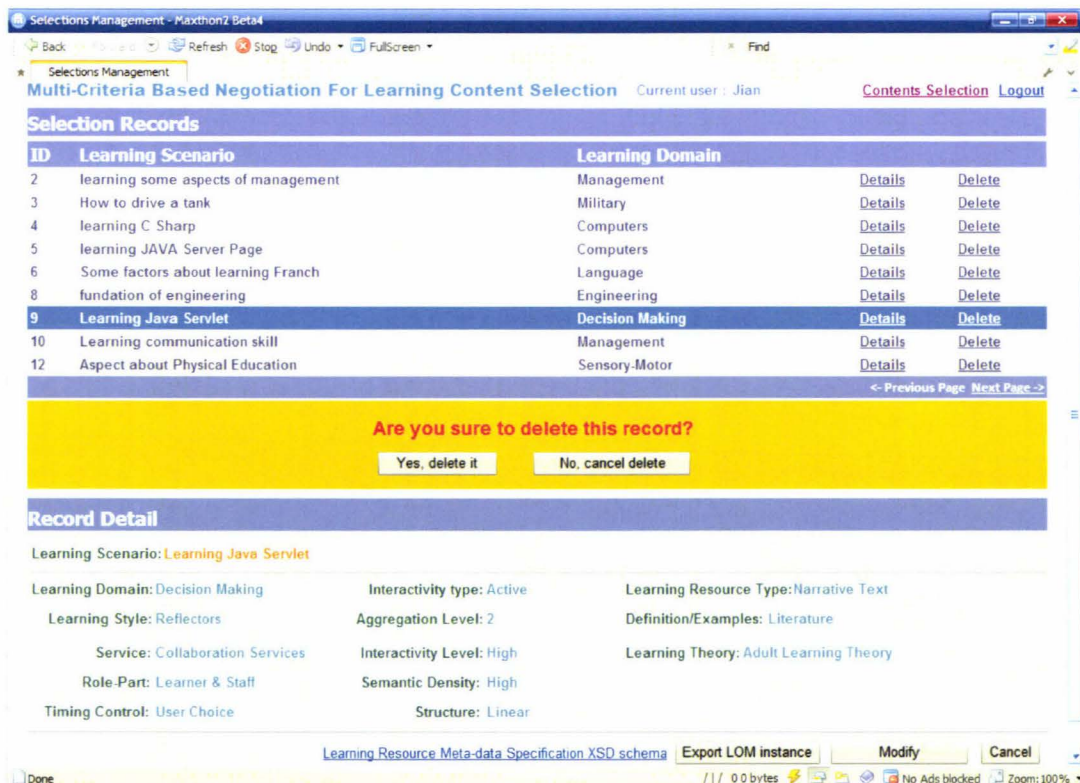 Selections Management - Maxthon2 Beta4
Back Refresh Stop Undo FullScreen Find
Selections Management
Multi-Criteria Based Negotiation For Learning Content Selection Current user : Jian Contents Selection Logout
Selection Records
ID Learning Scenario Learning Domain
2 learning some aspects of management Management Details Delete
3 How to drive a tank Military Details Delete
4 learning C Sharp Computers Details Delete
5 learning JAVA Server Page Computers Details Delete
6 Some factors about learning Franch Language Details Delete
8 fundation of engineering Engineering Details Delete
9 Learning Java Servlet Decision Making Details Delete
10 Learning communication skill Management Details Delete
12 Aspect about Physical Education Sensory-Motor Details Delete
<- Previous Page Next Page ->
Are you sure to delete this record?
Yes, delete it No, cancel delete
Record Detail
Learning Scenario: Learning Java Servlet
Learning Domain: Decision Making Interactivity type: Active Learning Resource Type: Narrative Text
Learning Style: Reflectors Aggregation Level: 2 Definition/Examples: Literature
Service: Collaboration Services Interactivity Level: High Learning Theory: Adult Learning Theory
Role-Part: Learner & Staff Semantic Density: High
Timing Control: User Choice Structure: Linear
Learning Resource Meta-data Specification XSD schema Export LOM instance Modify Cancel
Done 0 0 bytes No Ads blocked Zoom: 100%